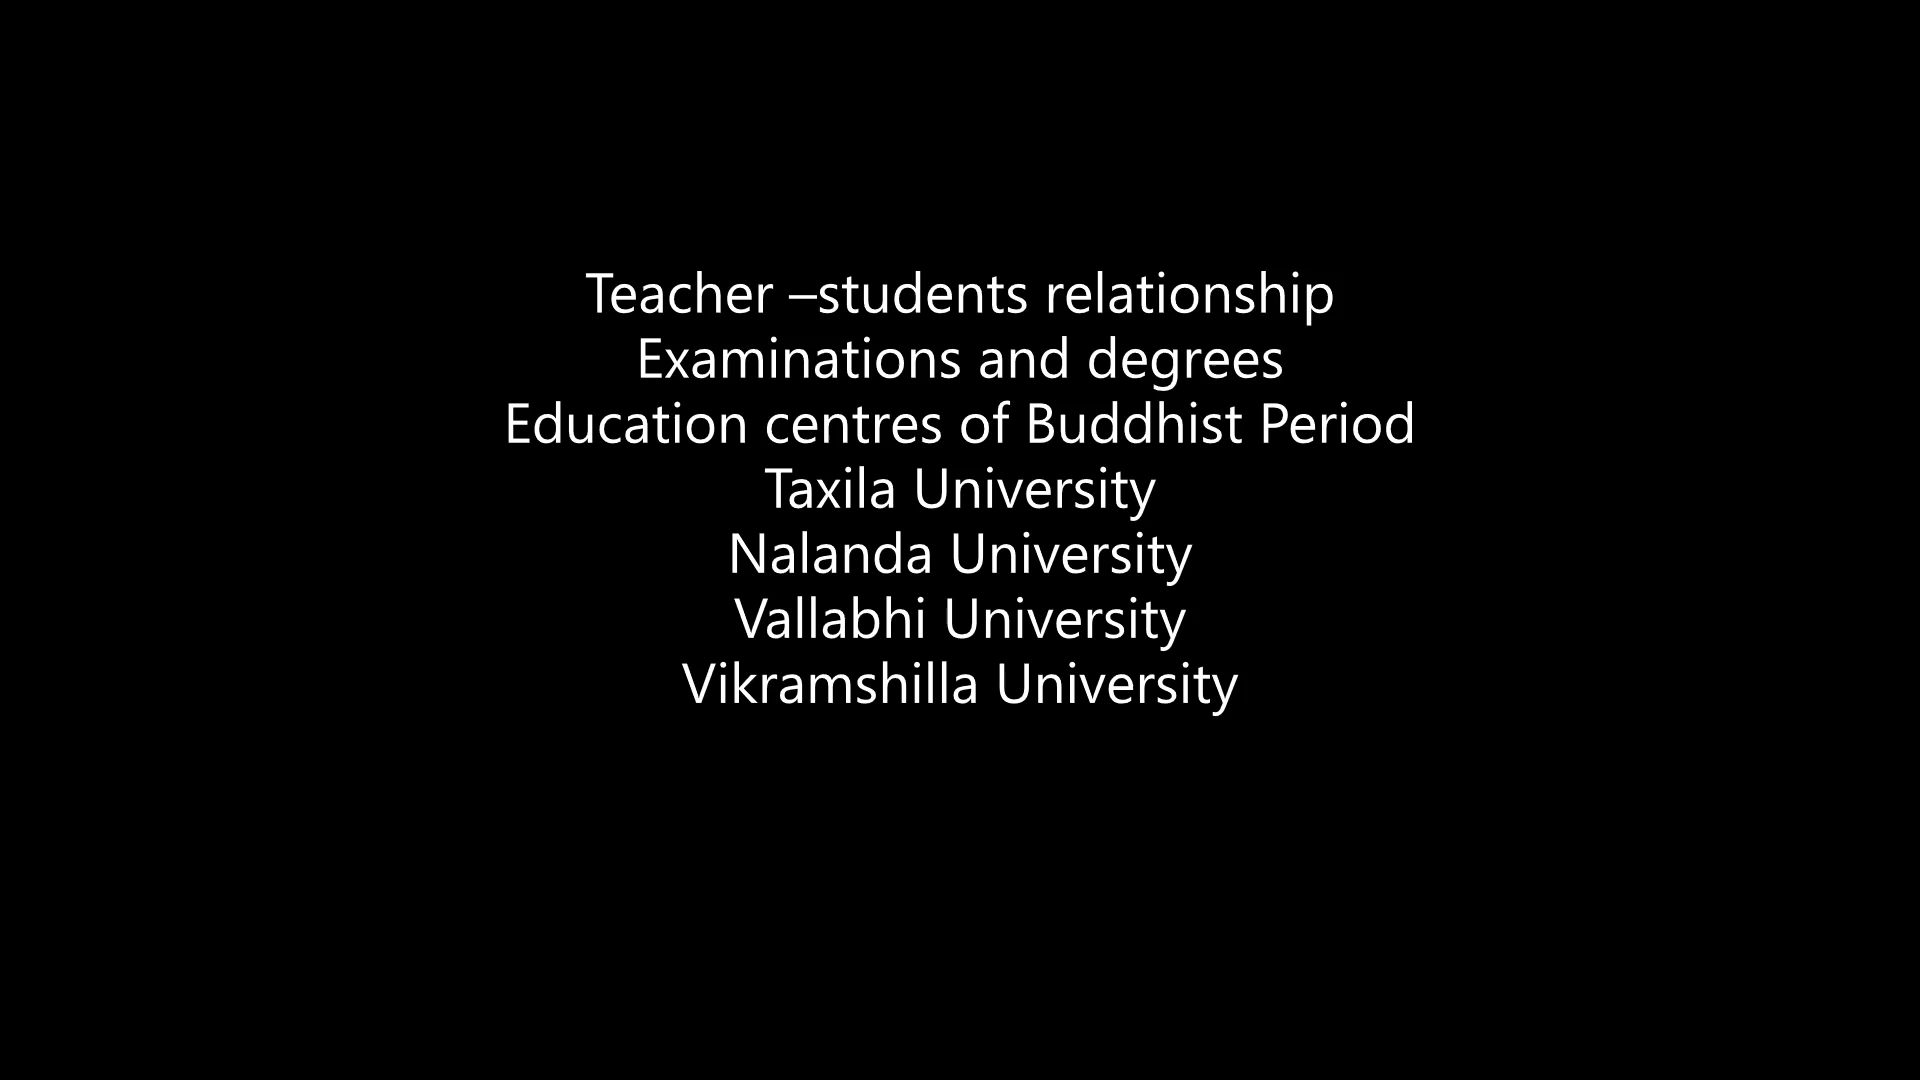 Teacher –students relationship
Examinations and degrees
Education centres of Buddhist Period
Taxila University
Nalanda University
Vallabhi University
Vikramshilla University